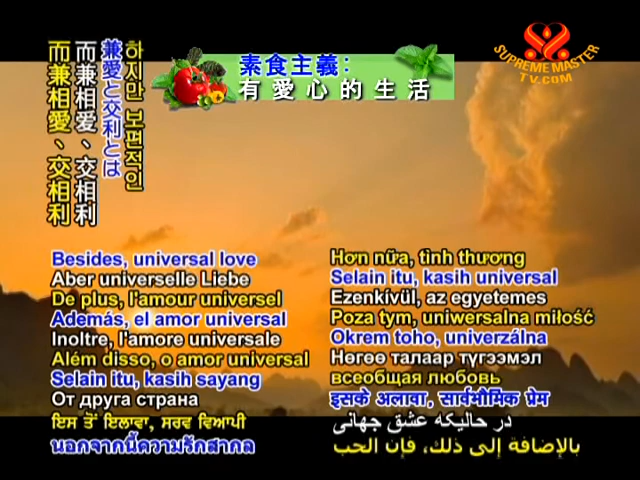 素食主義：
有愛心的生活
SUPREME MASTER
TV.COM
하지만 보편적인
兼愛と交利とは
而兼相爱、交相利
而兼相愛、交相利
Besides, universal love
Aber universelle Liebe
De plus, l'amour universel
Además, el amor universal
Inoltre, l'amore universale
Além disso, o amor universal
Selain itu, kasih sayang
От друга страна
ਇਸ ਤੋਂ ਇਲਾਵਾ, ਸਰਵ ਵਿਆਪੀ
นอกจากนี้ความรักสากล
Hơn nữa, tình thương
Selain itu, kasih universal
Ezenkívül, az egyetemes
Poza tym, uniwersalna miłość
Okrem toho, univerzálna
Нөгөө талаар түгээмэл
всеобщая любовь
इसके अलावा, सार्वभौमिक प्रेम
در حالیکه عشق جهانی
بالإضافة إلى ذلك، فإن الحب